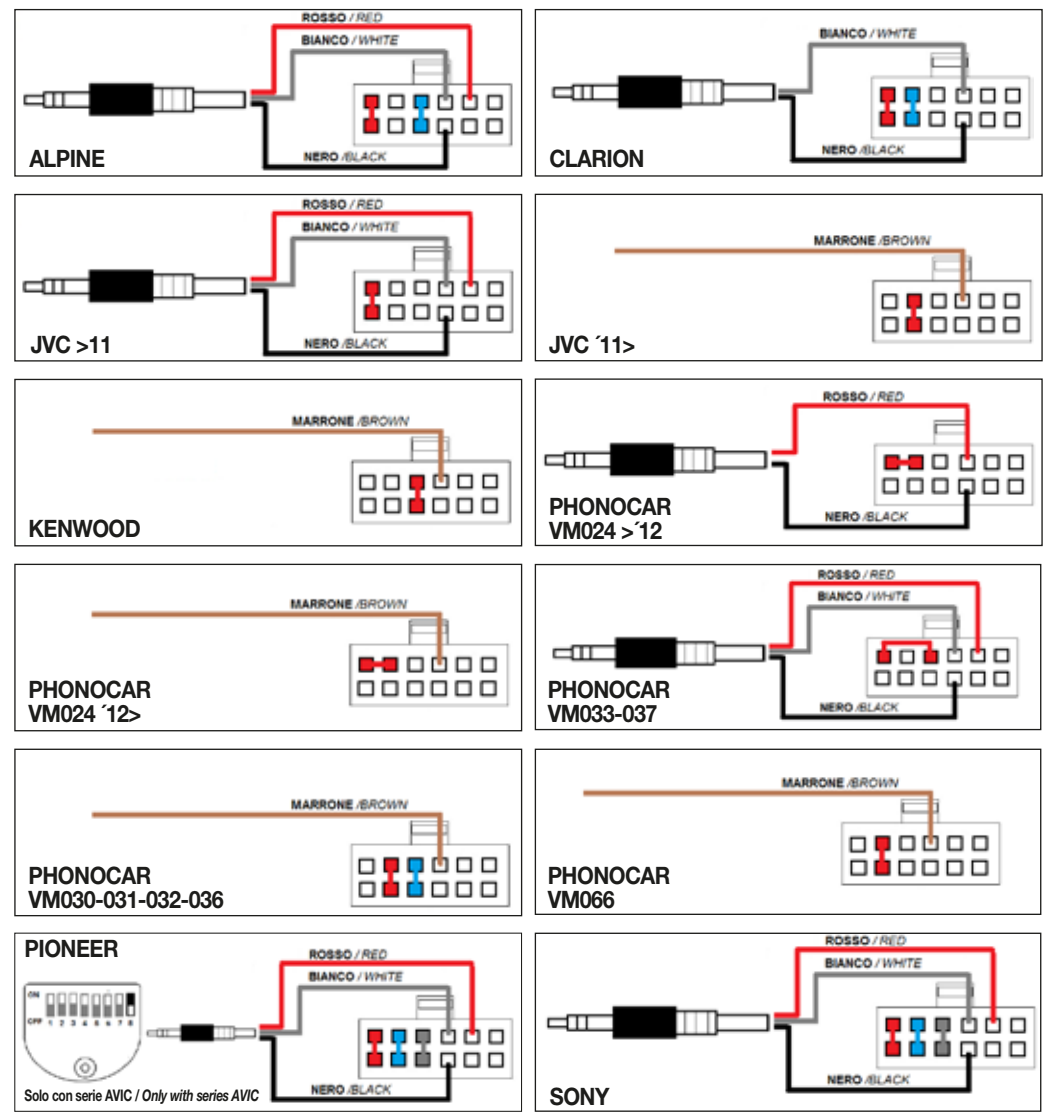 ROSSO / RED
BIANCO / WHITE
NERO /BLACK
ALPINE
BIANCO / WHITE
NERO /BLACK
CLARION
ROSSO / RED
BIANCO / WHITE
NERO /BLACK
JVC >11
MARRONE /BROWN
JVC ´11>
MARRONE /BROWN
KENWOOD
ROSSO / RED
NERO /BLACK
PHONOCAR
VM024 >´12
MARRONE /BROWN
PHONOCAR
VM024 ´12>
ROSSO / RED
BIANCO / WHITE
NERO /BLACK
PHONOCAR
VM033-037
MARRONE /BROWN
PHONOCAR
VM030-031-032-036
MARRONE /BROWN
PHONOCAR
VM066
PIONEER
ROSSO / RED
BIANCO / WHITE
ON
OFF 1 2 3 4 5 6 7 8
NERO /BLACK
Solo con serie AVIC / Only with series AVIC
ROSSO / RED
BIANCO / WHITE
NERO /BLACK
SONY